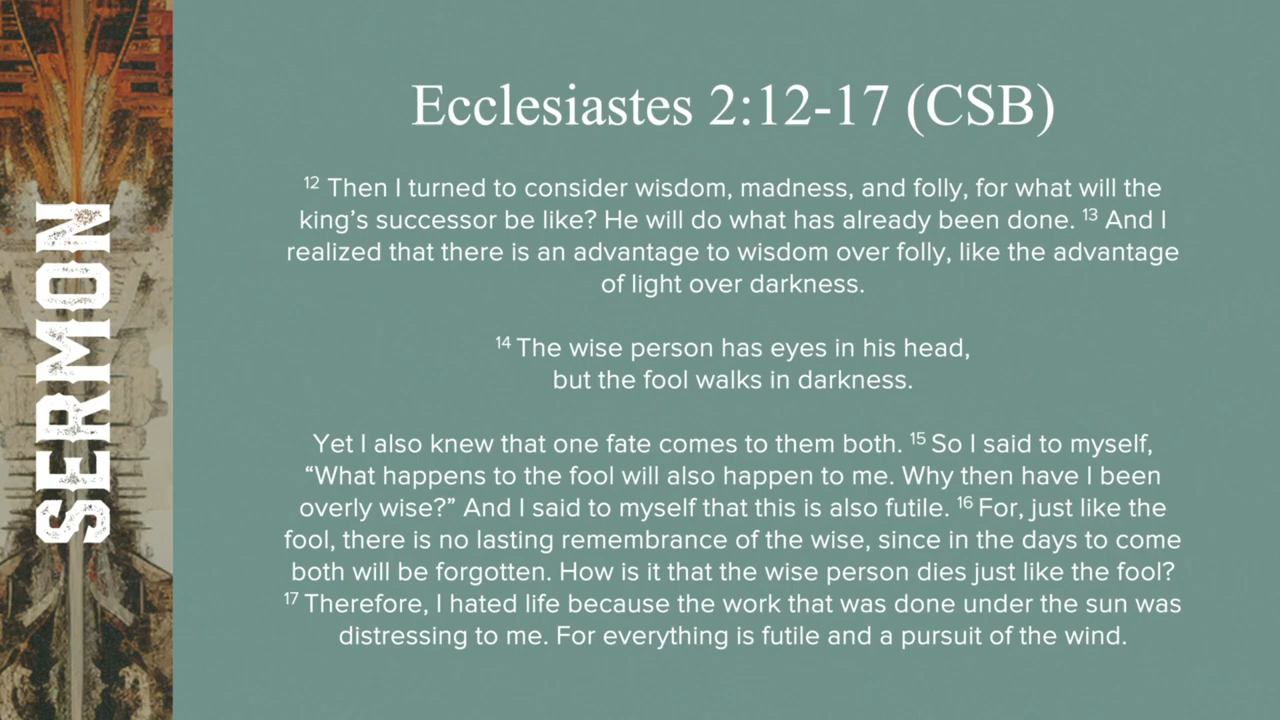 SERMON
Ecclesiastes 2:12-17 (CSB)
12 Then I turned to consider wisdom, madness, and folly, for what will the
king’s successor be like? He will do what has already been done. 13 And I
realized that there is an advantage to wisdom over folly, like the advantage
of light over darkness.
14 The wise person has eyes in his head,
but the fool walks in darkness.
Yet I also knew that one fate comes to them both. 15 So I said to myself,
“What happens to the fool will also happen to me. Why then have I been
overly wise?” And I said to myself that this is also futile. 16 For, just like the
fool, there is no lasting remembrance of the wise, since in the days to come
both will be forgotten. How is it that the wise person dies just like the fool?
17 Therefore, I hated life because the work that was done under the sun was
distressing to me. For everything is futile and a pursuit of the wind.